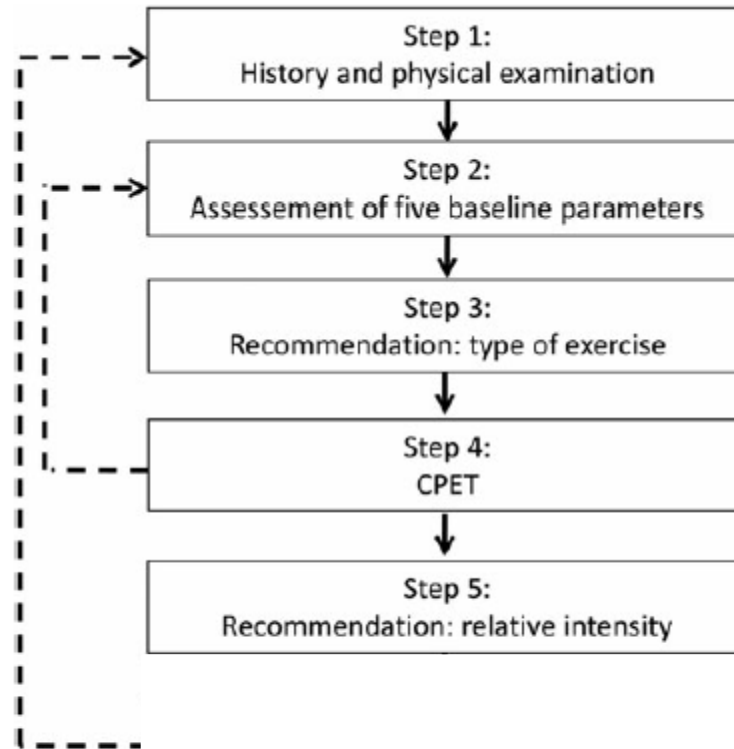 Step 1:
History and physical examination
Step 2:
Assessement of five baseline parameters
Step 3:
Recommendation: type of exercise
Step 4:
CPET
Step 5:
Recommendation: relative intensity